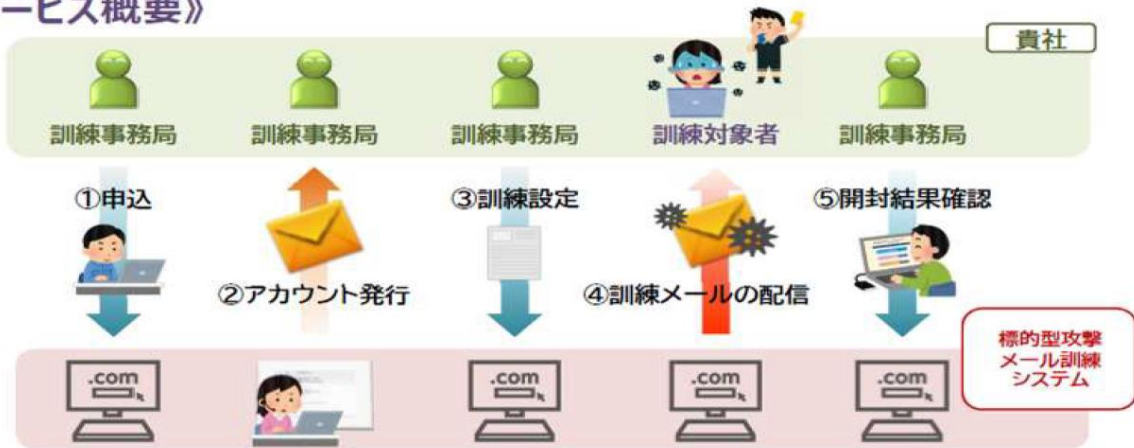 ービス概要》
貴社
訓練事務局
訓練事務局
訓練事務局
訓練対象者
訓練事務局
①申込
②アカウント発行
③訓練設定
④訓練メールの配信
⑤開封結果確認
標的型攻撃
メール訓練
システム
.com
.com
.com
.com